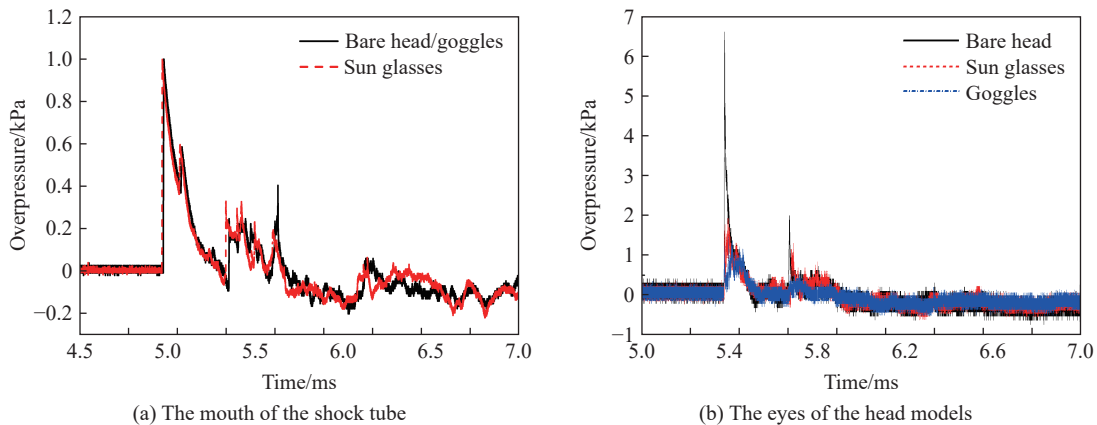 1.2
1.0
0.8
0.6
0.4
0.2
0
−0.2
Overpressure/kPa
Bare head/goggles
Sun glasses
4.5 5.0 5.5 6.0 6.5 7.0
Time/ms
(a) The mouth of the shock tube
7
6
5
4
3
2
1
0
−1
Overpressure/kPa
Bare head
Sun glasses
Goggles
5.0 5.4 5.8 6.2 6.6 7.0
Time/ms
(b) The eyes of the head models